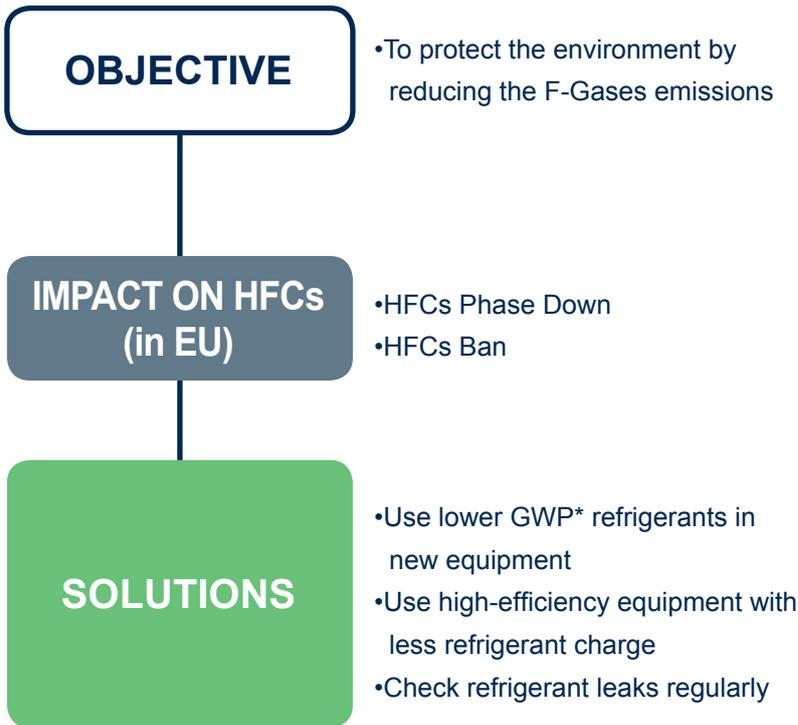 OBJECTIVE
•To protect the environment by
reducing the F-Gases emissions
IMPACT ON HFCs
(in EU)
•HFCs Phase Down
•HFCs Ban
SOLUTIONS
•Use lower GWP* refrigerants in
new equipment
•Use high-efficiency equipment with
less refrigerant charge
•Check refrigerant leaks regularly